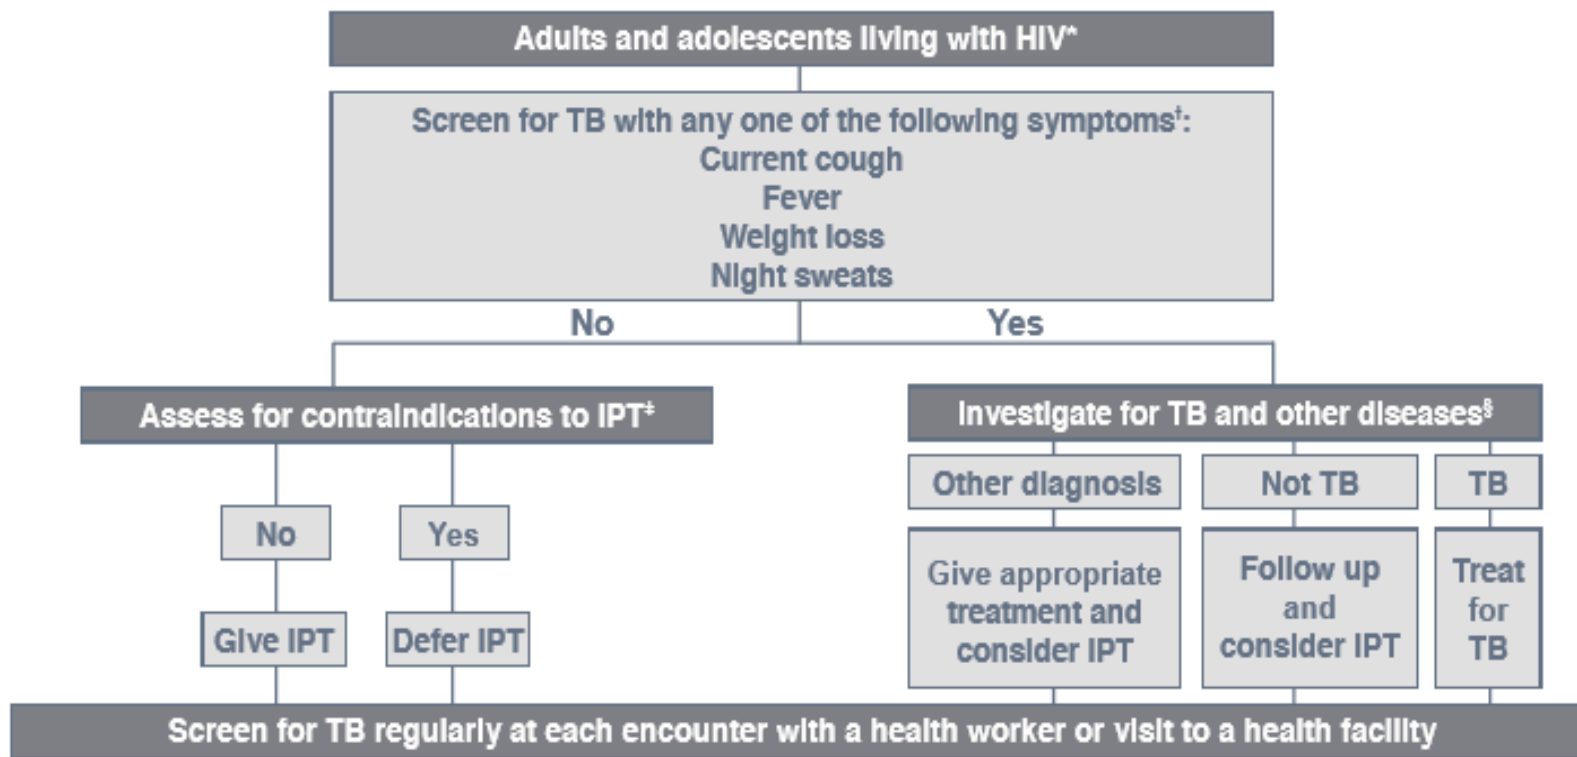 Adults and adolescents living with HIV*
Screen for TB with any one of the following symptoms†:
Current cough
Fever
Weight loss
Night sweats
No
Yes
Assess for contraindications to IPT‡
No
Yes
Give IPT
Defer IPT
Investigate for TB and other diseases§
Other diagnosis
Not TB
TB
Give appropriate
treatment and
consider IPT
Follow up
and
consider IPT
Treat
for
TB
Screen for TB regularly at each encounter with a health worker or visit to a health facility